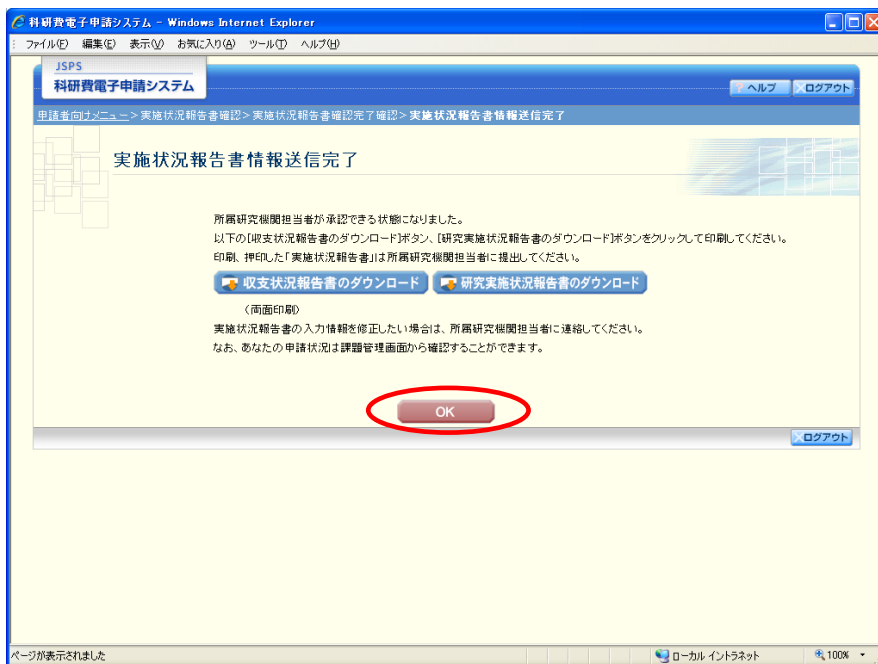 科研費電子申請システム - Windows Internet Explorer
ファイル(F) 編集(E) 表示(V) お気に入り(A) ツール(T) ヘルプ(H)
JSPS
科研費電子申請システム
? ヘルプ ログアウト
申請者向けメニュー>実施状況報告書確認>実施状況報告書確認完了確認>実施状況報告書情報送信完了
実施状況報告書情報送信完了
所属研究機関担当者が承認できる状態になりました。
以下の[収支状況報告書のダウンロード]ボタン、[研究実施状況報告書のダウンロード]ボタンをクリックして印刷してください。
印刷、押印した「実施状況報告書」は所属研究機関担当者に提出してください。
収支状況報告書のダウンロード 研究実施状況報告書のダウンロード
(両面印刷)
実施状況報告書の入力情報を修正したい場合は、所属研究機関担当者に連絡してください。
なお、あなたの申請状況は課題管理画面から確認することができます。
OK
ログアウト
ページが表示されました ローカル イントラネット 100%